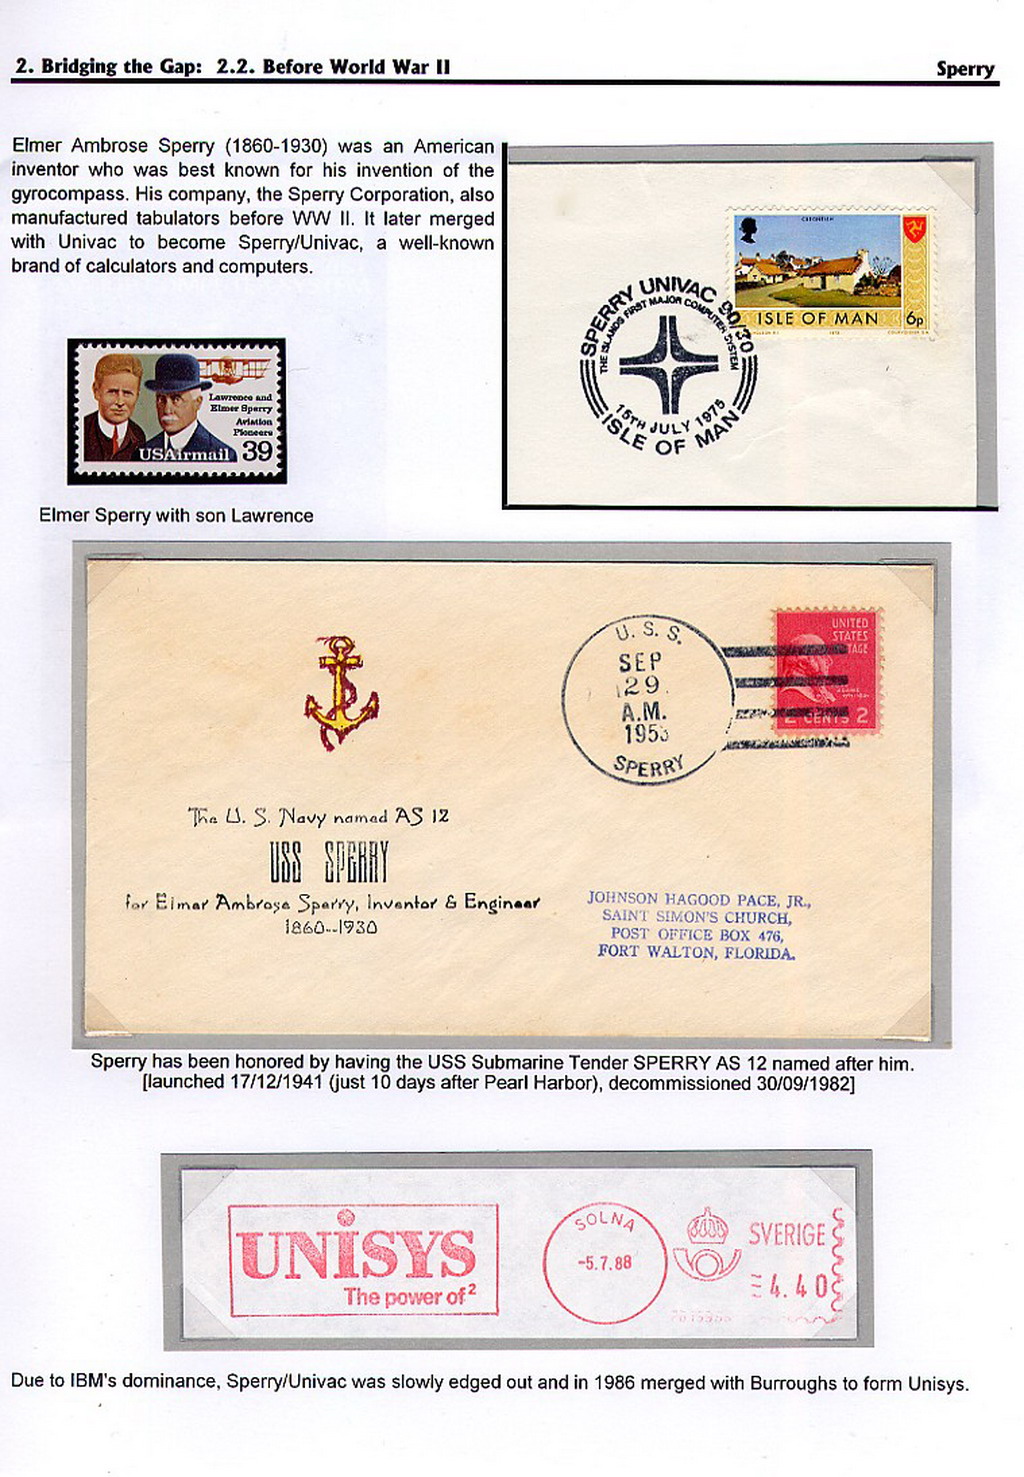 2. Bridging the Gap: 2.2. Before World War II
Sperry
Elmer Ambrose Sperry (1860-1930) was an American
inventor who was best known for his invention of the
gyrocompass. His company, the Sperry Corporation, also
manufactured tabulators before WW II. It later merged
with Univac to become Sperry/Univac, a well-known
brand of calculators and computers.
CREGNEISH
ISLE OF MAN 6p
SPERRY UNIVAC 90/30
THE ISLANDS FIRST MAJOR COMPUTER SYSTEM
15TH JULY 1975
ISLE OF MAN
Lawrence and
Elmer Sperry
Aviation
Pioneers
USAirmail 39
Elmer Sperry with son Lawrence
U. S. S.
SEP
29
A.M.
195
SPERRY
UNITED
STATES
TAGE
2 CENTS 2
The U. S. Navy named AS 12
USS SPERRY
for Elmer Ambrose Sperry, Inventor & Engineer
1860--1930
JOHNSON HAGOOD PACE, JR.,
SAINT SIMON'S CHURCH,
POST OFFICE BOX 476,
FORT WALTON, FLORIDA.
Sperry has been honored by having the USS Submarine Tender SPERRY AS 12 named after him.
[launched 17/12/1941 (just 10 days after Pearl Harbor), decommissioned 30/09/1982]
UNiSYS
The power of²
SOLNA
-5.7.88
SVERIGE
4.40
Due to IBM's dominance, Sperry/Univac was slowly edged out and in 1986 merged with Burroughs to form Unisys.